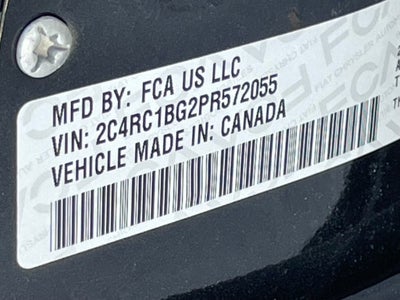 MFD BY: FCA US LLC
VIN: 2C4RC1BG2PR572055
VEHICLE MADE IN: CANADA